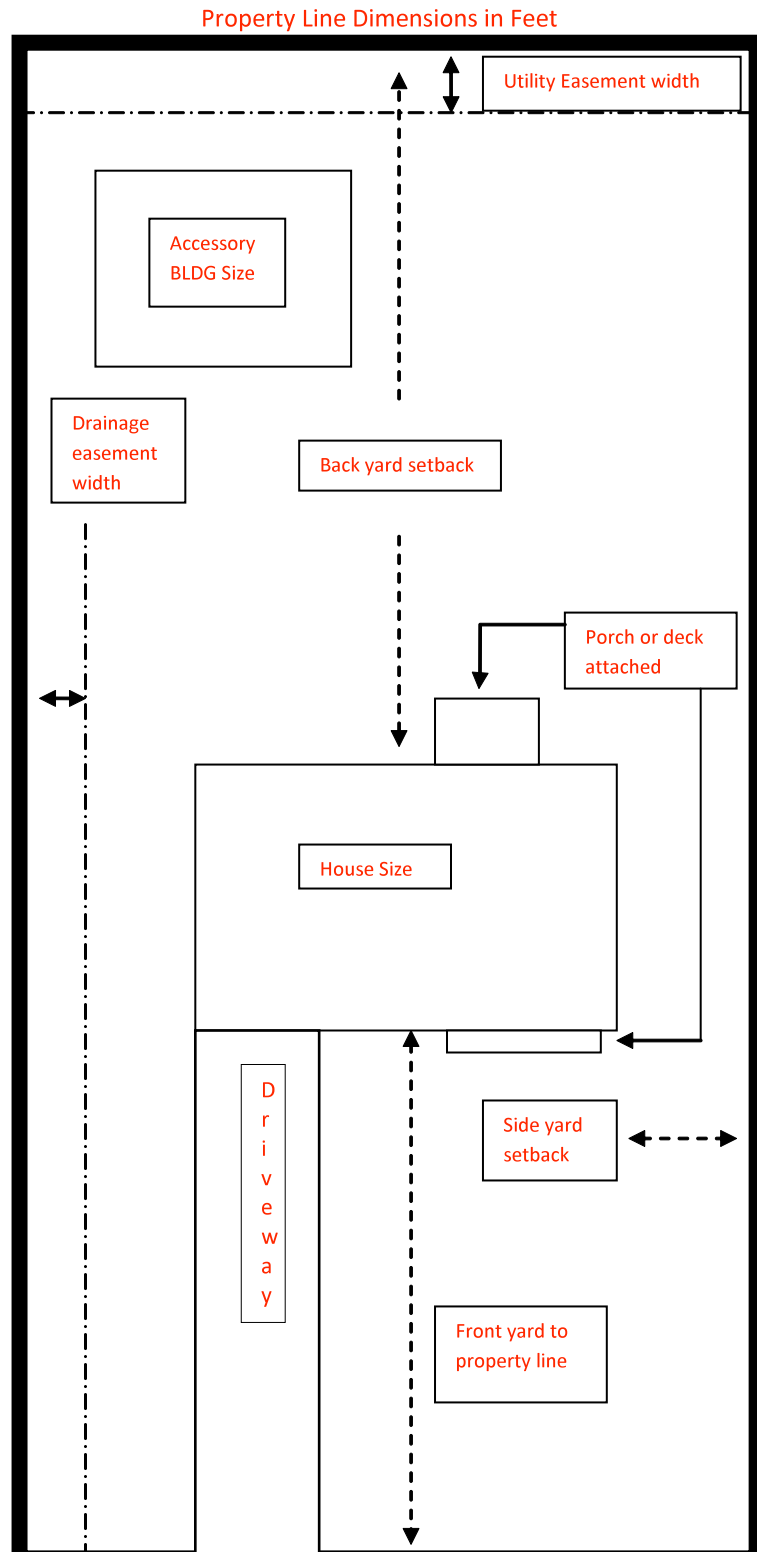 Property Line Dimensions in Feet
Utility Easement width
Accessory
BLDG Size
Drainage
easement
width
Back yard setback
Porch or deck
attached
House Size
D
r
i
v
e
w
a
y
Side yard
setback
Front yard to
property line